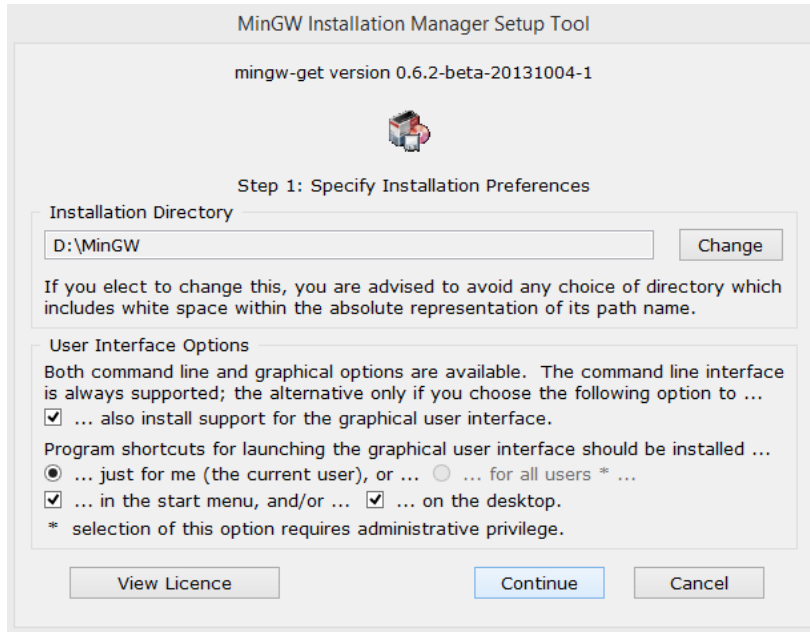 MinGW Installation Manager Setup Tool
mingw-get version 0.6.2-beta-20131004-1
Step 1: Specify Installation Preferences
Installation Directory
D:\MinGW
Change
If you elect to change this, you are advised to avoid any choice of directory which
includes white space within the absolute representation of its path name.
User Interface Options
Both command line and graphical options are available.  The command line interface
is always supported; the alternative only if you choose the following option to ...
... also install support for the graphical user interface.
Program shortcuts for launching the graphical user interface should be installed ...
... just for me (the current user), or ... ... for all users * ...
... in the start menu, and/or ... ... on the desktop.
* selection of this option requires administrative privilege.
View Licence
Continue
Cancel